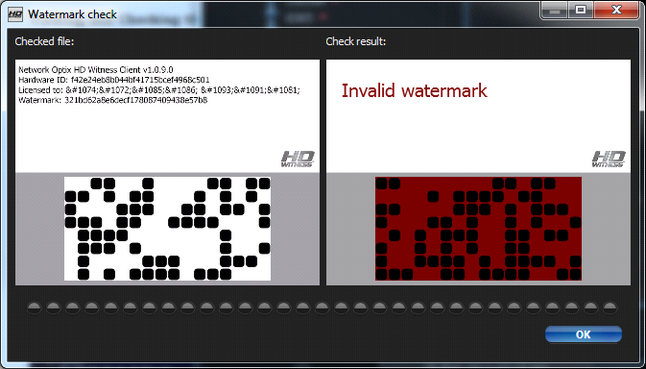 HD Watermark check
Checked file:
Check result:
Network Optix HD Witness Client v1.0.9.0
Hardware ID: f42e24eb8b044bf41715bcef4968c501
Licensed to: &#1074;&#1072;&#1085;&#1086; &#1093;&#1091;&#1081;
Watermark: 321bd62a8e6decf178087409438e57b8
HD
WITNESS
Invalid watermark
HD
WITNESS
OK